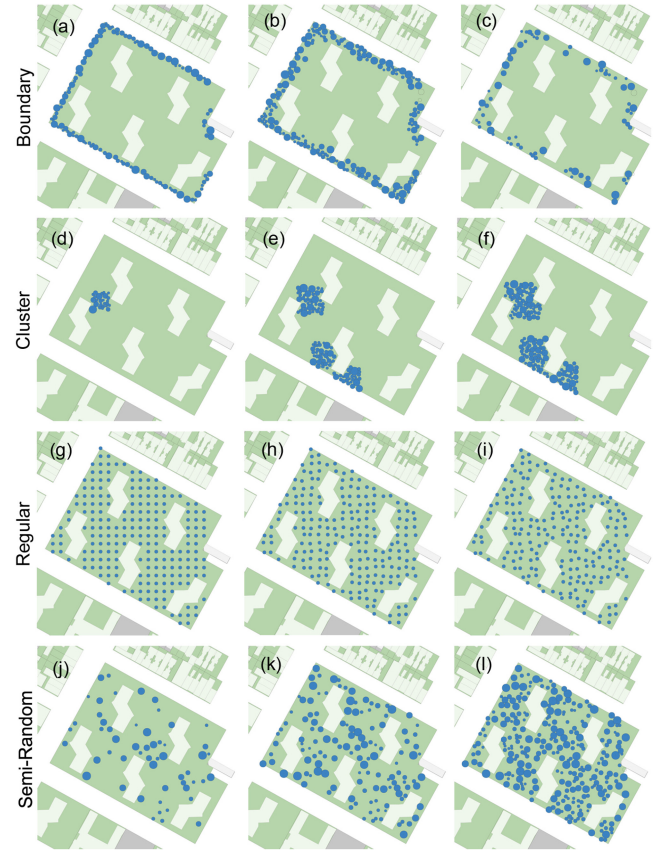 (a) (b) (c)
Boundary
(d) (e) (f)
Cluster
(g) (h) (i)
Regular
(j) (k) (l)
Semi-Random